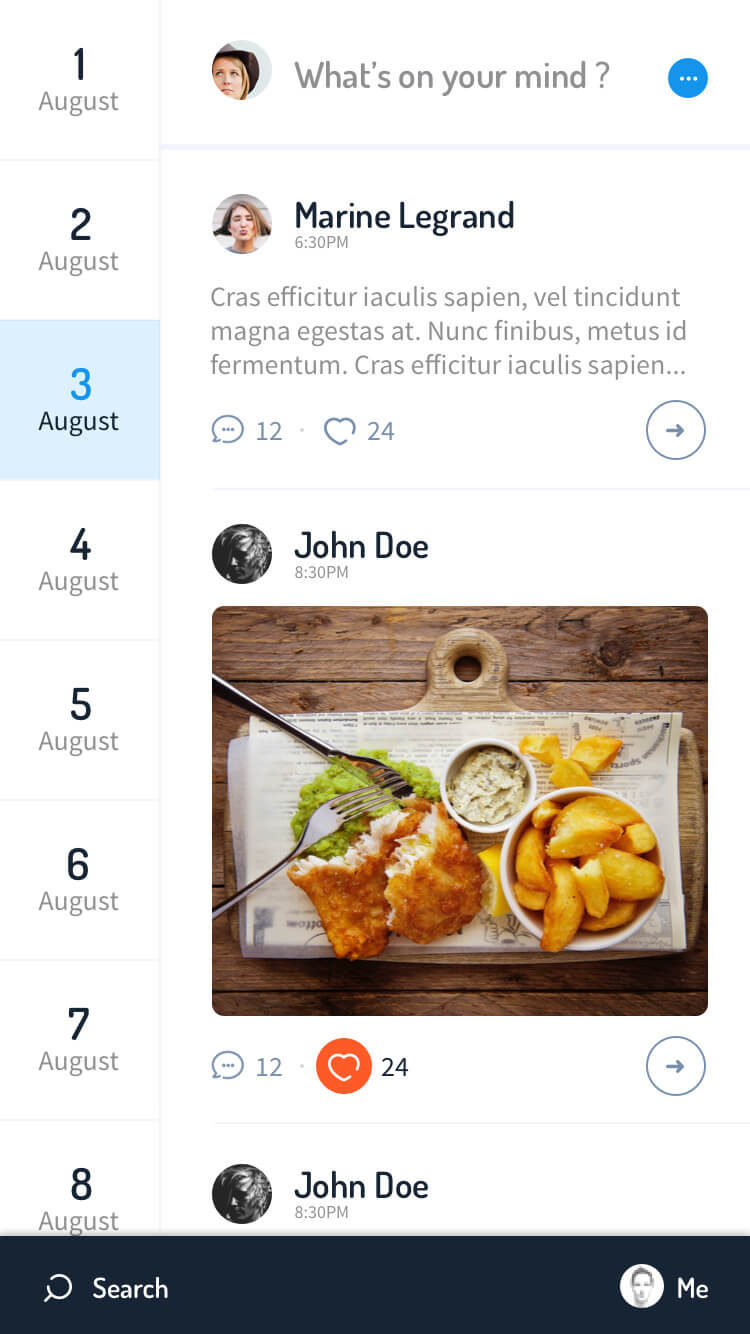 1
August
2
August
3
August
4
August
5
August
6
August
7
August
8
August
What's on your mind ?
Marine Legrand
6:30PM
Cras efficitur iaculis sapien, vel tincidunt
magna egestas at. Nunc finibus, metus id
fermentum. Cras efficitur iaculis sapien...
12 · 24
John Doe
8:30PM
12 · 24
John Doe
8:30PM
Search
Me